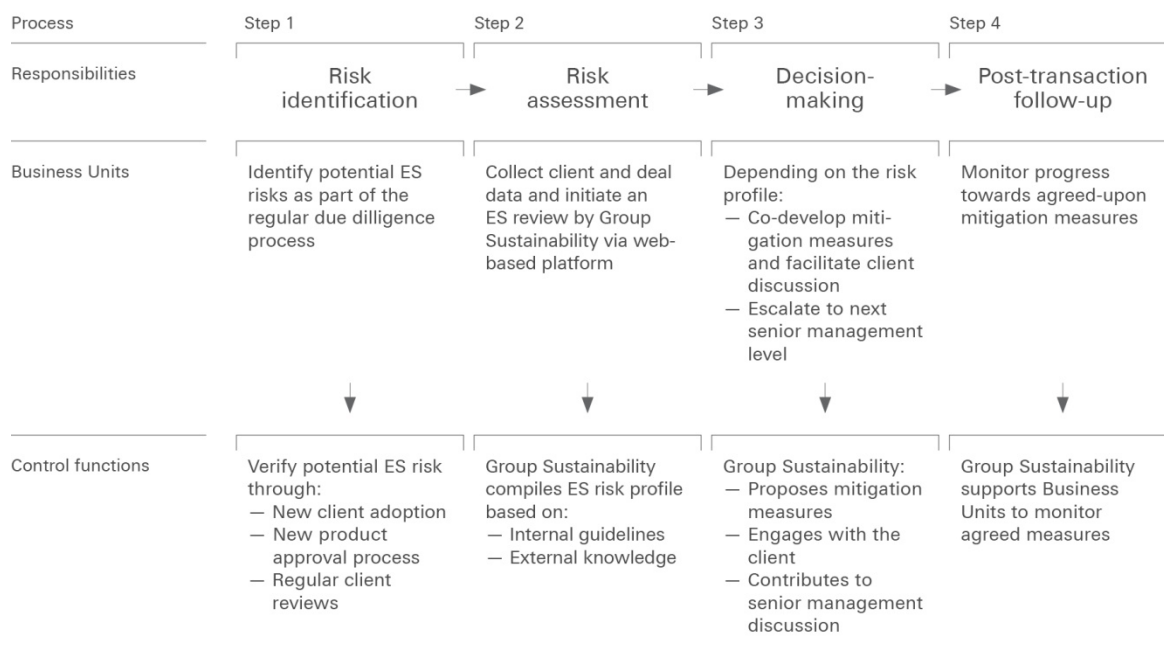 Process
Step 1
Step 2
Step 3
Step 4
Responsibilities
Risk
identification
Risk
assessment
Decision-
making
Post-transaction
follow-up
Business Units
Identify potential ES
risks as part of the
regular due dilligence
process
Collect client and deal
data and initiate an
ES review by Group
Sustainability via web-
based platform
Depending on the risk
profile:
— Co-develop miti-
gation measures
and facilitate client
discussion
— Escalate to next
senior management
level
Monitor progress
towards agreed-upon
mitigation measures
Control functions
Verify potential ES risk
through:
— New client adoption
— New product
approval process
— Regular client
reviews
Group Sustainability
compiles ES risk profile
based on:
— Internal guidelines
— External knowledge
Group Sustainability:
— Proposes mitigation
measures
— Engages with the
client
— Contributes to
senior management
discussion
Group Sustainability
supports Business
Units to monitor
agreed measures